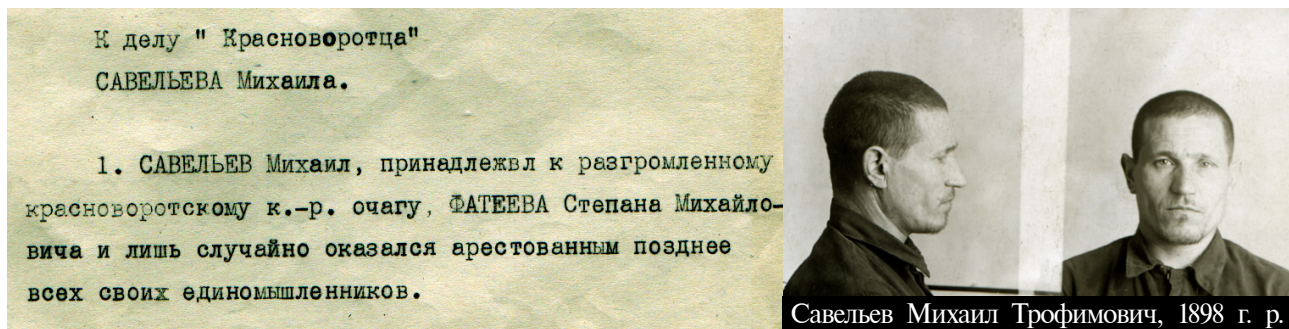 К делу " Красноворотца"
САВЕЛЬЕВА Михаила.
1. САВЕЛЬЕВ Михаил, принадлежвл к разгромленному
красноворотскому к.-р. очагу, ФАТЕЕВА Степана Михайло-
вича и лишь случайно оказался арестованным позднее
всех своих единомышленников.
Савельев Михаил Трофимович, 1898 г. р.